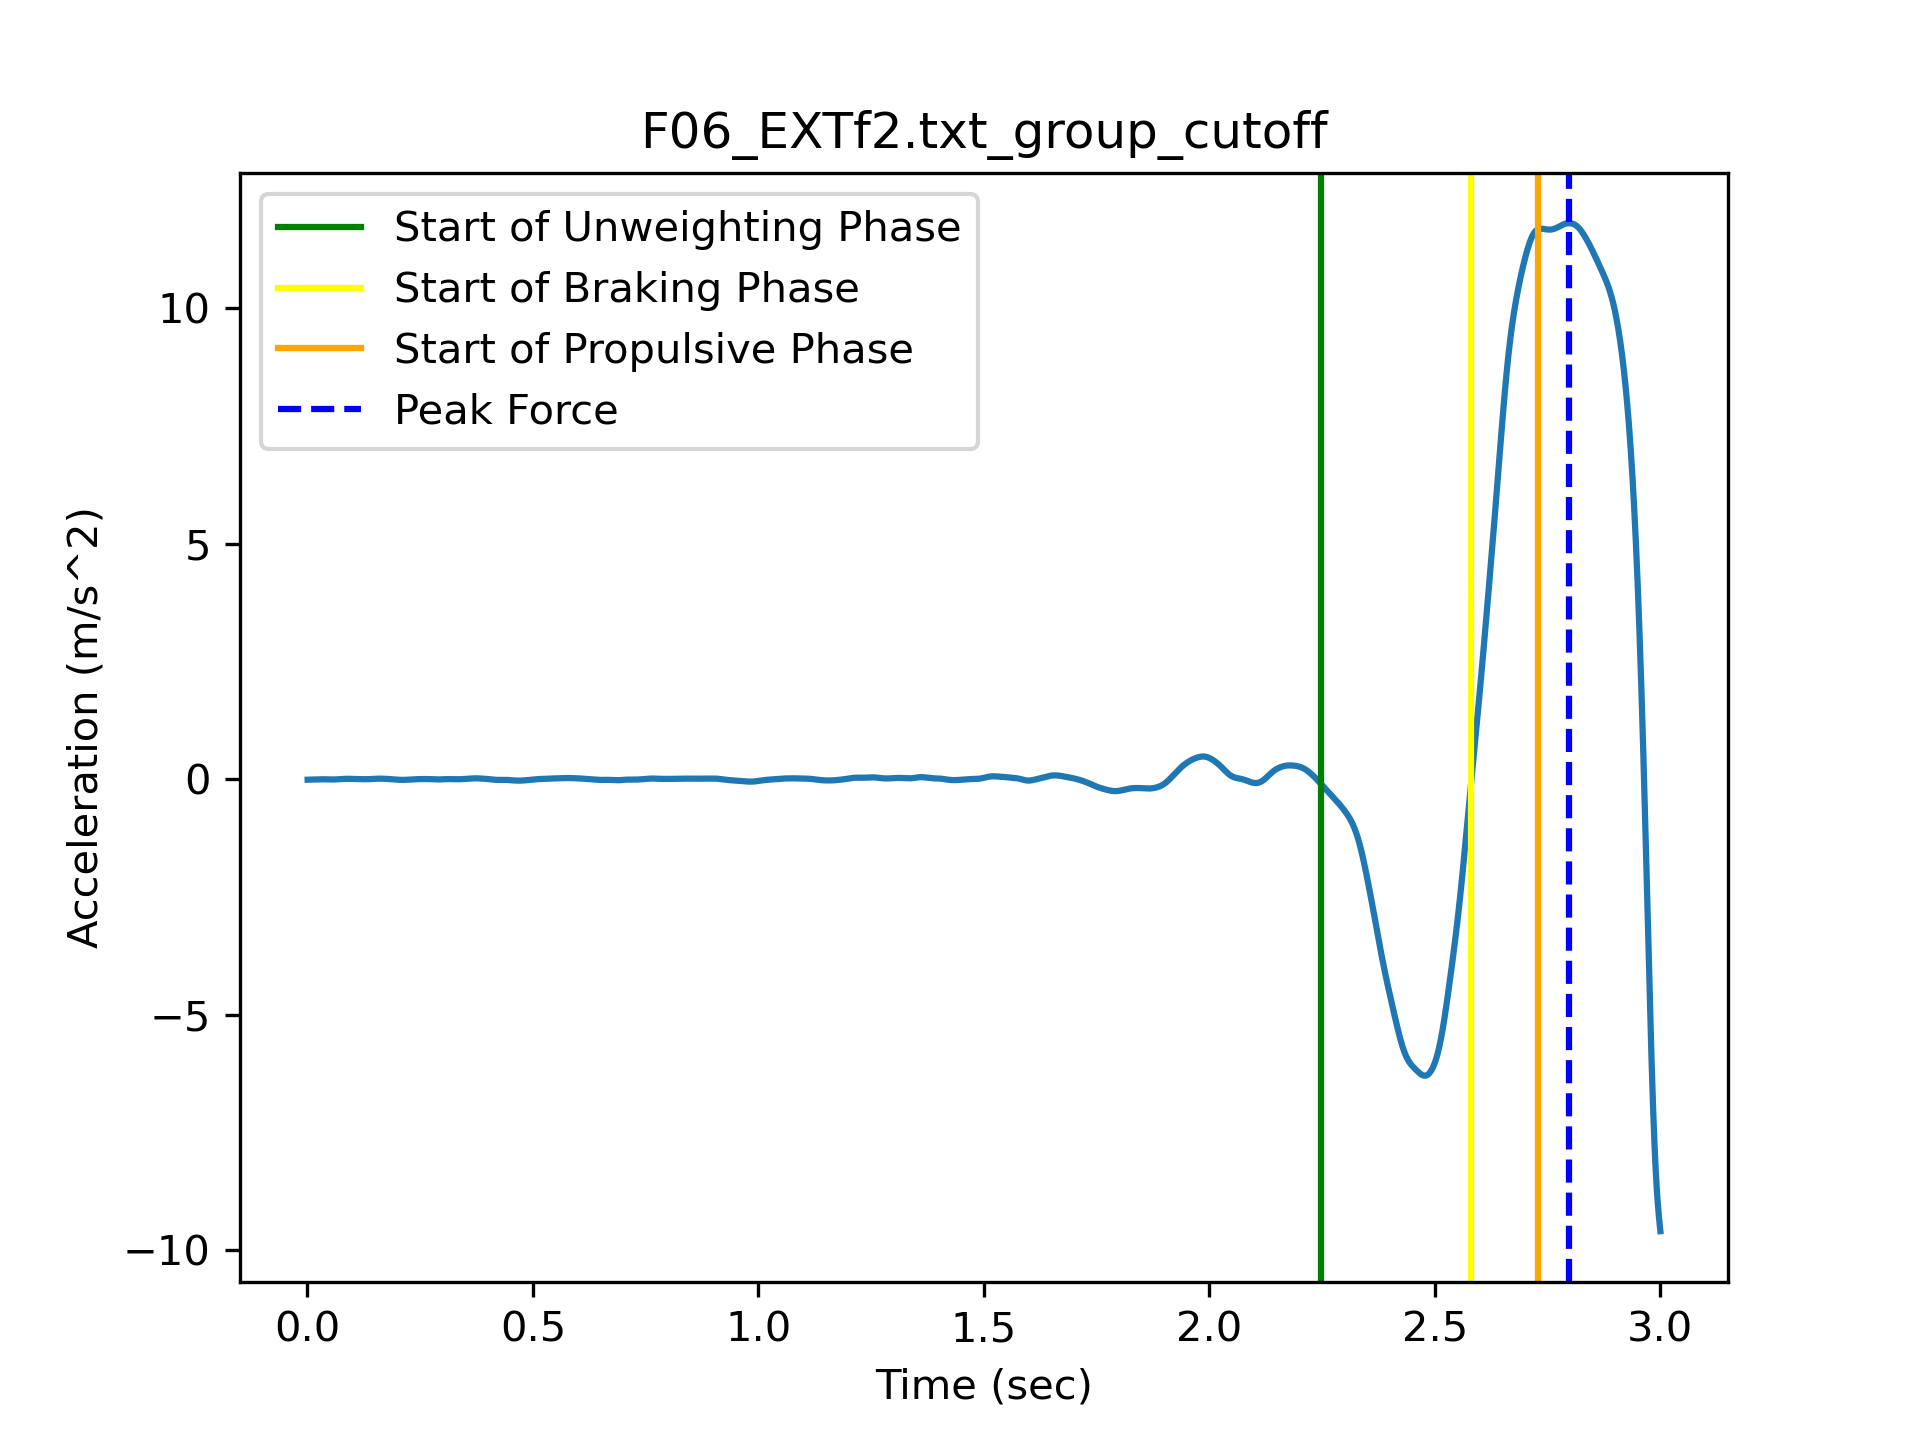 F06_EXTf2.txt_group_cutoff
Start of Unweighting Phase
Start of Braking Phase
Start of Propulsive Phase
Peak Force
Acceleration (m/s^2)
10
5
0
−5
−10
0.0 0.5 1.0 1.5 2.0 2.5 3.0
Time (sec)